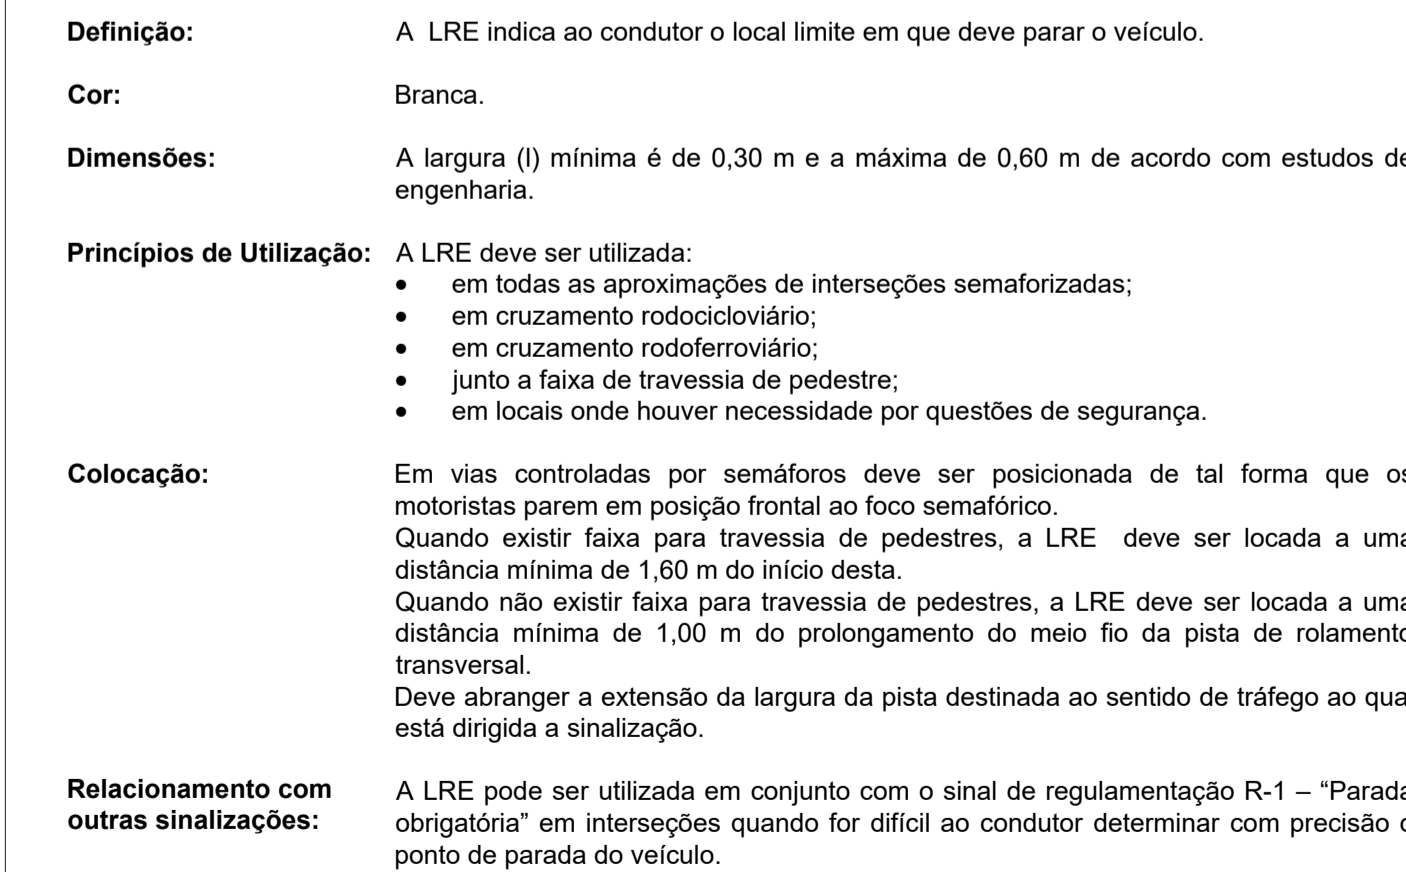 Definição: A LRE indica ao condutor o local limite em que deve parar o veículo.
Cor: Branca.
Dimensões: A largura (l) mínima é de 0,30 m e a máxima de 0,60 m de acordo com estudos de
engenharia.
Princípios de Utilização: A LRE deve ser utilizada:
• em todas as aproximações de interseções semaforizadas;
• em cruzamento rodocicloviário;
• em cruzamento rodoferroviário;
• junto a faixa de travessia de pedestre;
• em locais onde houver necessidade por questões de segurança.
Colocação: Em vias controladas por semáforos deve ser posicionada de tal forma que os
motoristas parem em posição frontal ao foco semafórico.
Quando existir faixa para travessia de pedestres, a LRE deve ser locada a uma
distância mínima de 1,60 m do início desta.
Quando não existir faixa para travessia de pedestres, a LRE deve ser locada a uma
distância mínima de 1,00 m do prolongamento do meio fio da pista de rolamento
transversal.
Deve abranger a extensão da largura da pista destinada ao sentido de tráfego ao qual
está dirigida a sinalização.
Relacionamento com
outras sinalizações:
A LRE pode ser utilizada em conjunto com o sinal de regulamentação R-1 – “Parada
obrigatória” em interseções quando for difícil ao condutor determinar com precisão o
ponto de parada do veículo.